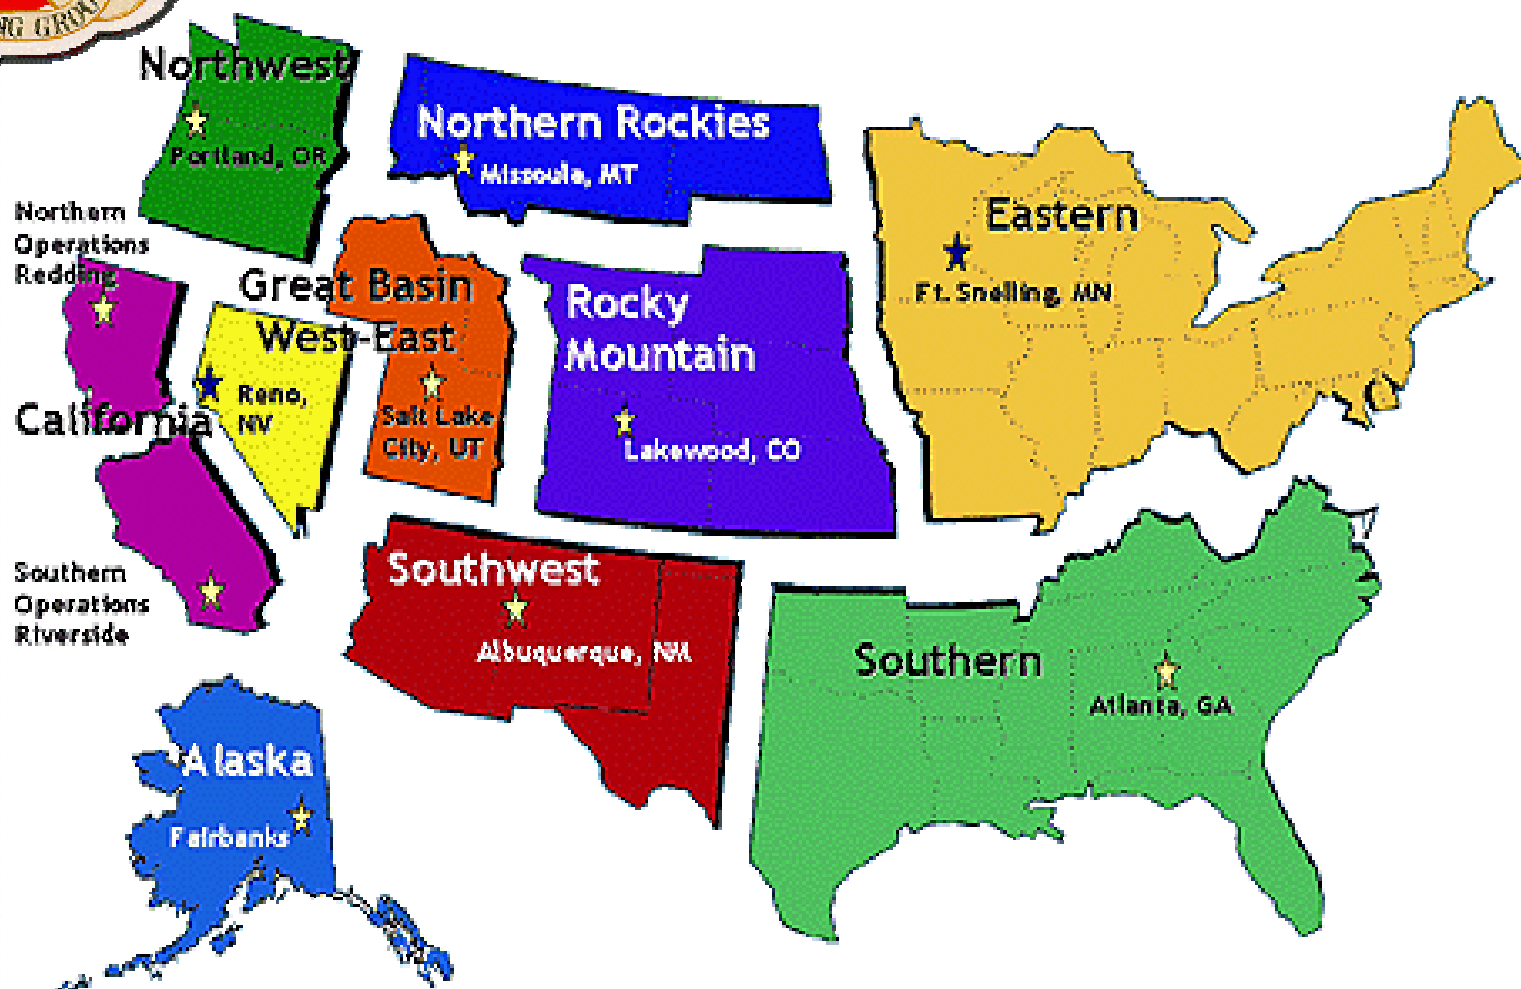 NG GROU
Northwest
Portland, OR
Northern Rockies
Missoula, MT
Eastern
Ft. Snelling, MN
Northern
Operations
Redding
Great Basin
West-East
Reno,
NV
Salt Lake
City, UT
Rocky
Mountain
Lakewood, CO
California
Southern
Operations
Riverside
Southwest
Albuquerque, NM
Southern
Atlanta, GA
Alaska
Fairbanks